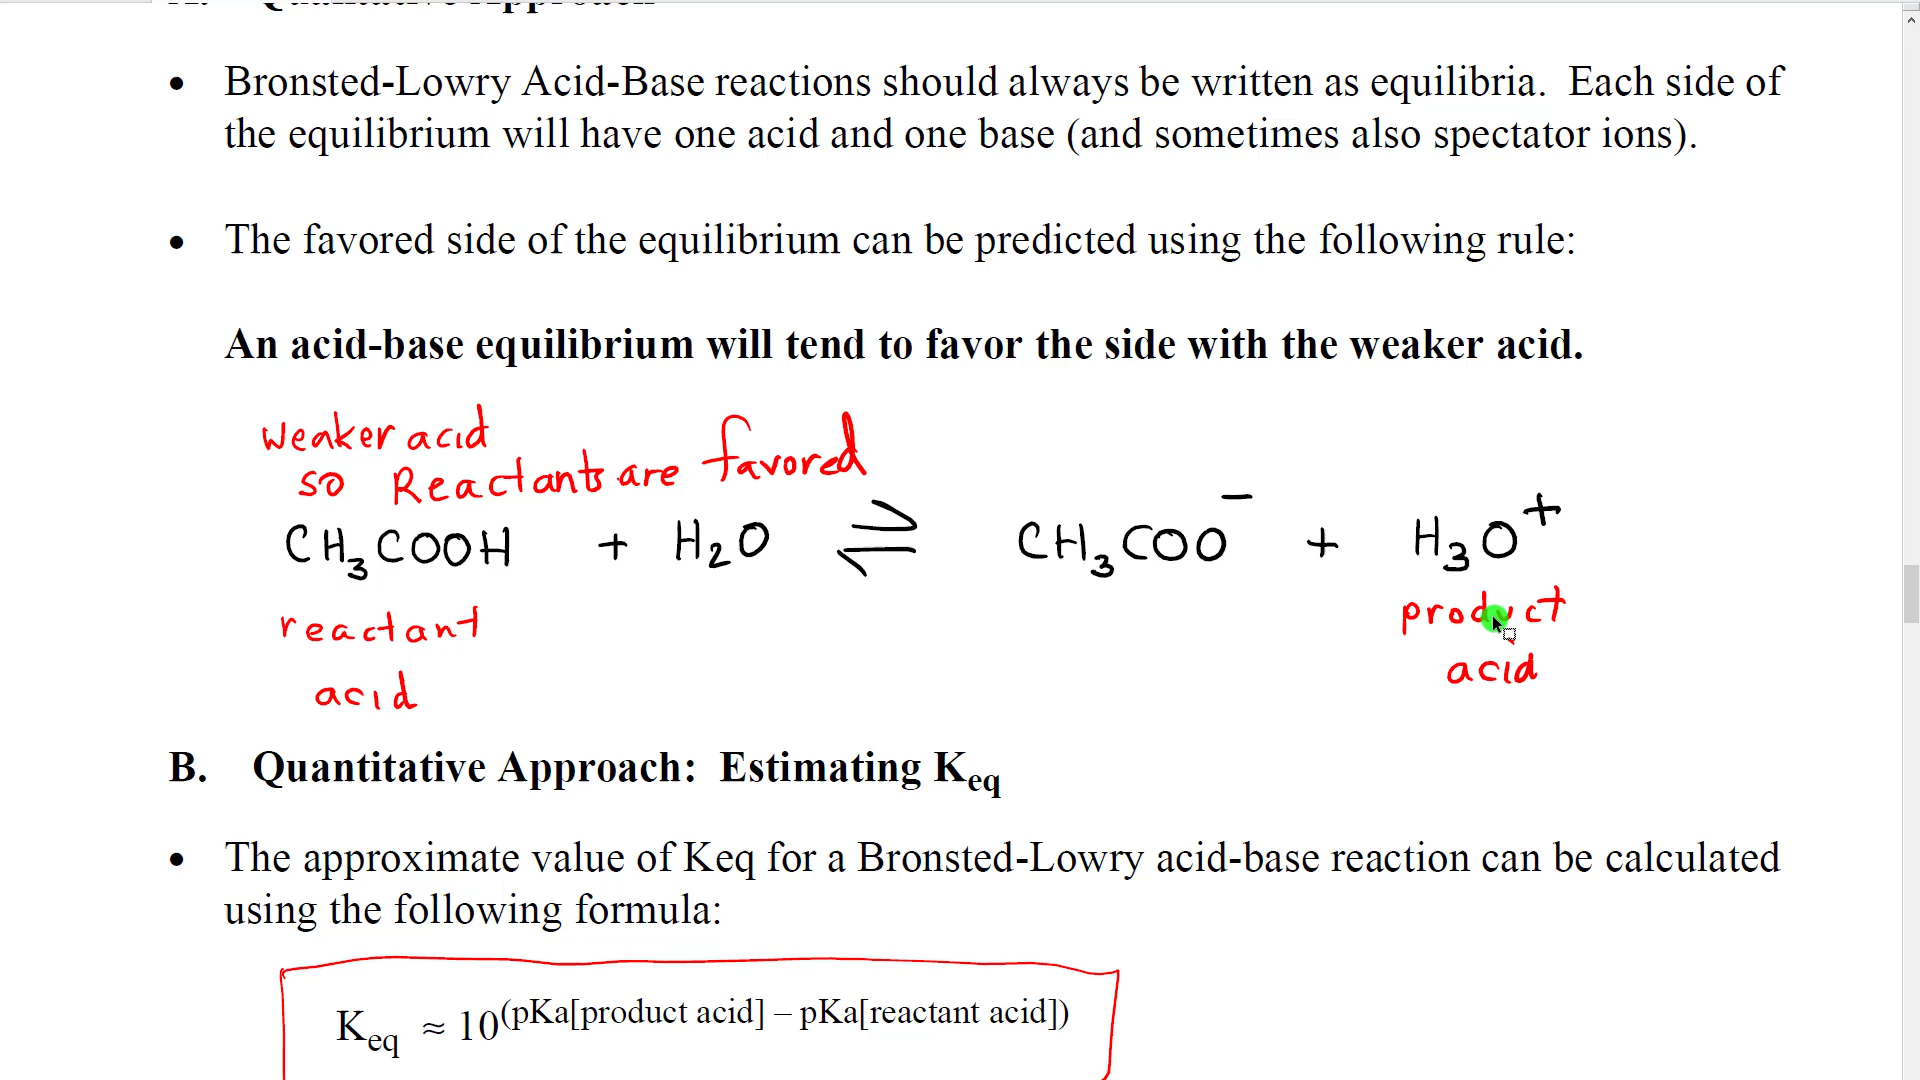 A. Qualitative Approach
• Bronsted-Lowry Acid-Base reactions should always be written as equilibria. Each side of
the equilibrium will have one acid and one base (and sometimes also spectator ions).
• The favored side of the equilibrium can be predicted using the following rule:
An acid-base equilibrium will tend to favor the side with the weaker acid.
weaker acid
so Reactants are favored
CH₃COOH + H₂O ⇌ CH₃COO⁻ + H₃O⁺
reactant product
acid acid
B. Quantitative Approach: Estimating K_eq
• The approximate value of Keq for a Bronsted-Lowry acid-base reaction can be calculated
using the following formula:
K_eq ≈ 10^(pKa[product acid] – pKa[reactant acid])